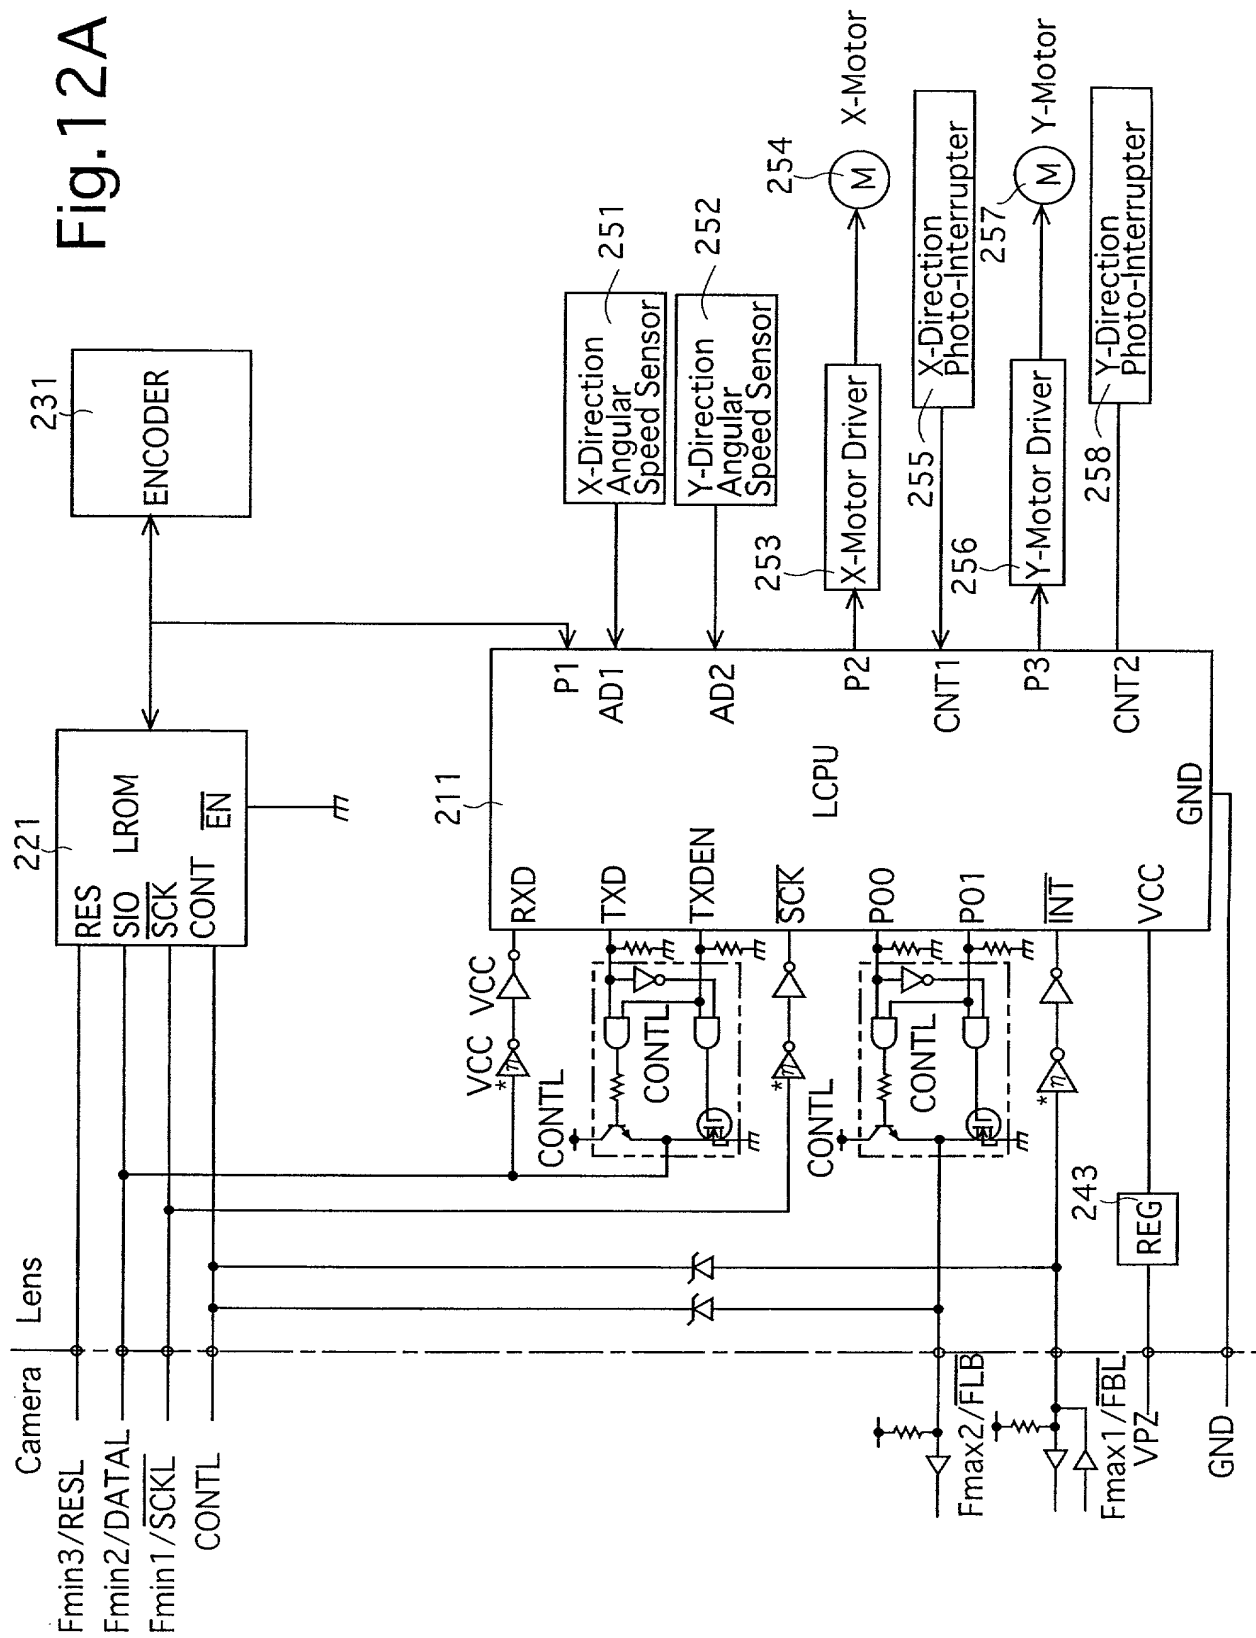 Fig.12A
Camera
Lens
Fmin3/RESL
Fmin2/DATAL
Fmin1/SCKL
CONTL
221
RES
SIO
SCK
CONT
LROM
EN
231
ENCODER
211
LCPU
RXD
TXD
TXDEN
SCK
P00
P01
INT
VCC
GND
P1
AD1
AD2
P2
CNT1
P3
CNT2
VCC
VCC
*
η
CONTL
CONTL
*
η
CONTL
CONTL
*
η
243
REG
Fmax2/FLB
Fmax1/FBL
VPZ
GND
X-Direction
Angular
Speed Sensor
251
Y-Direction
Angular
Speed Sensor
252
253
X-Motor Driver
254
M
X-Motor
255
X-Direction
Photo-Interrupter
256
Y-Motor Driver
257
M
Y-Motor
258
Y-Direction
Photo-Interrupter